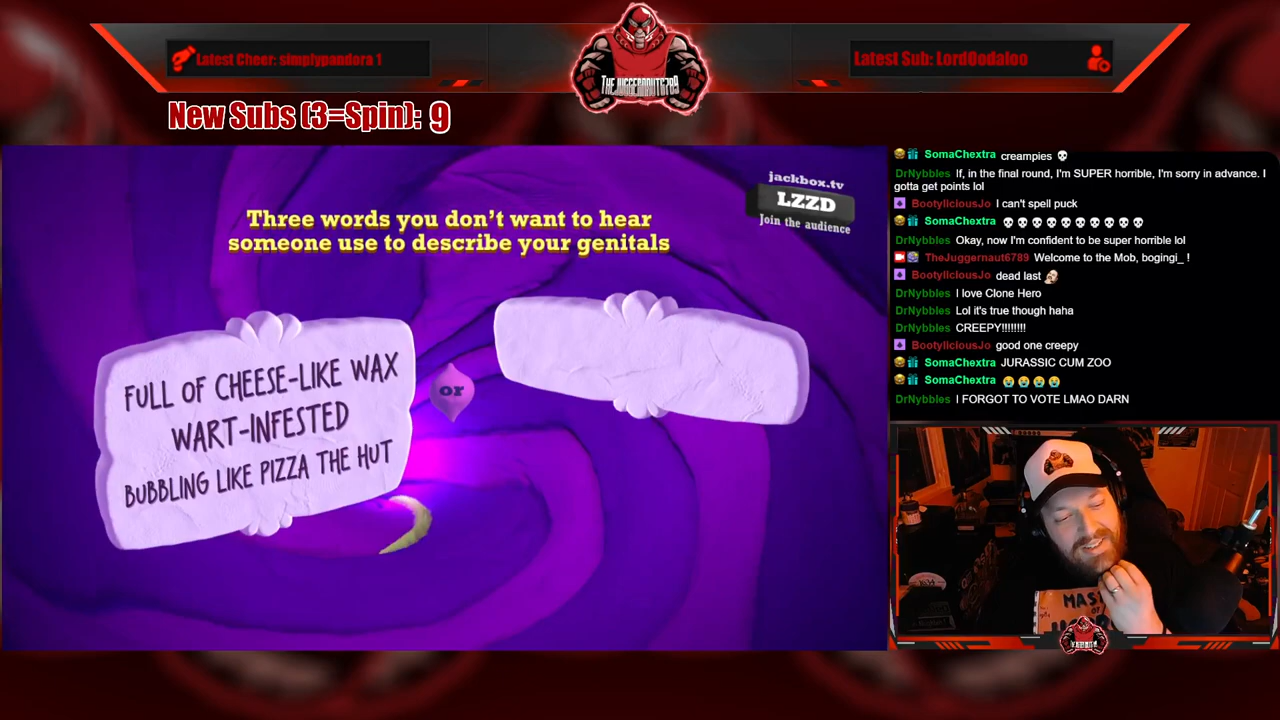 Latest Cheer: simplypandora 1
THEJUGGERNAUT6789
Latest Sub: LordOodaloo
New Subs (3=Spin): 9
jackbox.tv
LZZD
Join the audience
Three words you don't want to hear
someone use to describe your genitals
FULL OF CHEESE-LIKE WAX
WART-INFESTED
BUBBLING LIKE PIZZA THE HUT
or
SomaChextra creampies 💀
DrNybbles If, in the final round, I'm SUPER horrible, I'm sorry in advance. I
gotta get points lol
BootyliciousJo I can't spell puck
SomaChextra 💀💀💀💀💀💀💀💀💀💀
DrNybbles Okay, now I'm confident to be super horrible lol
TheJuggernaut6789 Welcome to the Mob, bogingi_ !
BootyliciousJo dead last
DrNybbles I love Clone Hero
DrNybbles Lol it's true though haha
DrNybbles CREEPY!!!!!!!!
BootyliciousJo good one creepy
SomaChextra JURASSIC CUM ZOO
SomaChextra 😭😭😭😭
DrNybbles I FORGOT TO VOTE LMAO DARN
MAST
OF